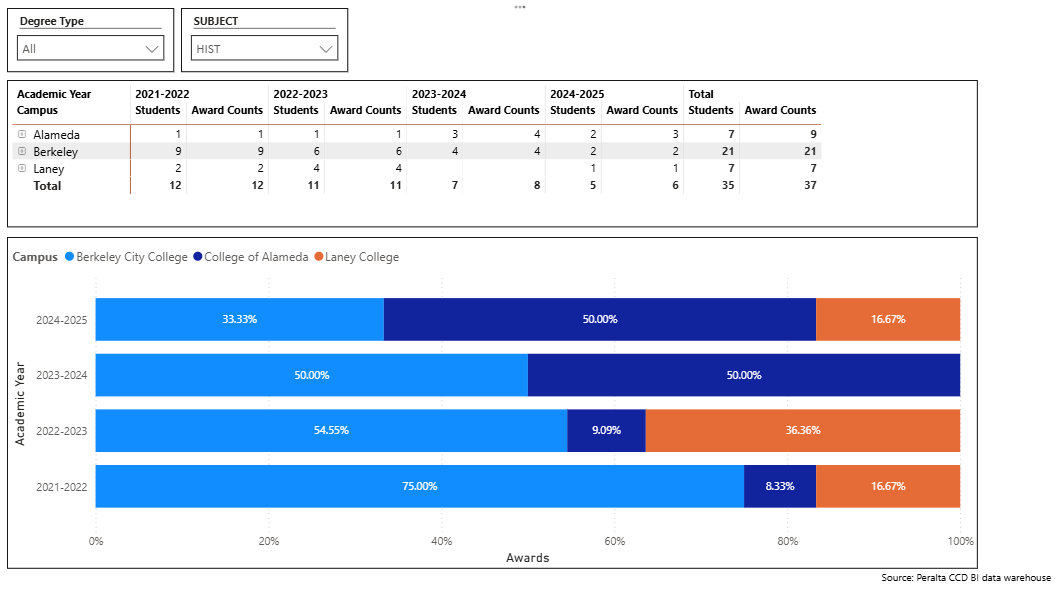 Degree Type
All
SUBJECT
HIST
Academic Year 2021-2022 2022-2023 2023-2024 2024-2025 Total
Campus Students Award Counts Students Award Counts Students Award Counts Students Award Counts Students Award Counts
Alameda 1 1 1 1 3 4 2 3 7 9
Berkeley 9 9 6 6 4 4 2 2 21 21
Laney 2 2 4 4 1 1 7 7
Total 12 12 11 11 7 8 5 6 35 37
Campus Berkeley City College College of Alameda Laney College
Academic Year
2024-2025 33.33% 50.00% 16.67%
2023-2024 50.00% 50.00%
2022-2023 54.55% 9.09% 36.36%
2021-2022 75.00% 8.33% 16.67%
0% 20% 40% 60% 80% 100%
Awards
Source: Peralta CCD BI data warehouse